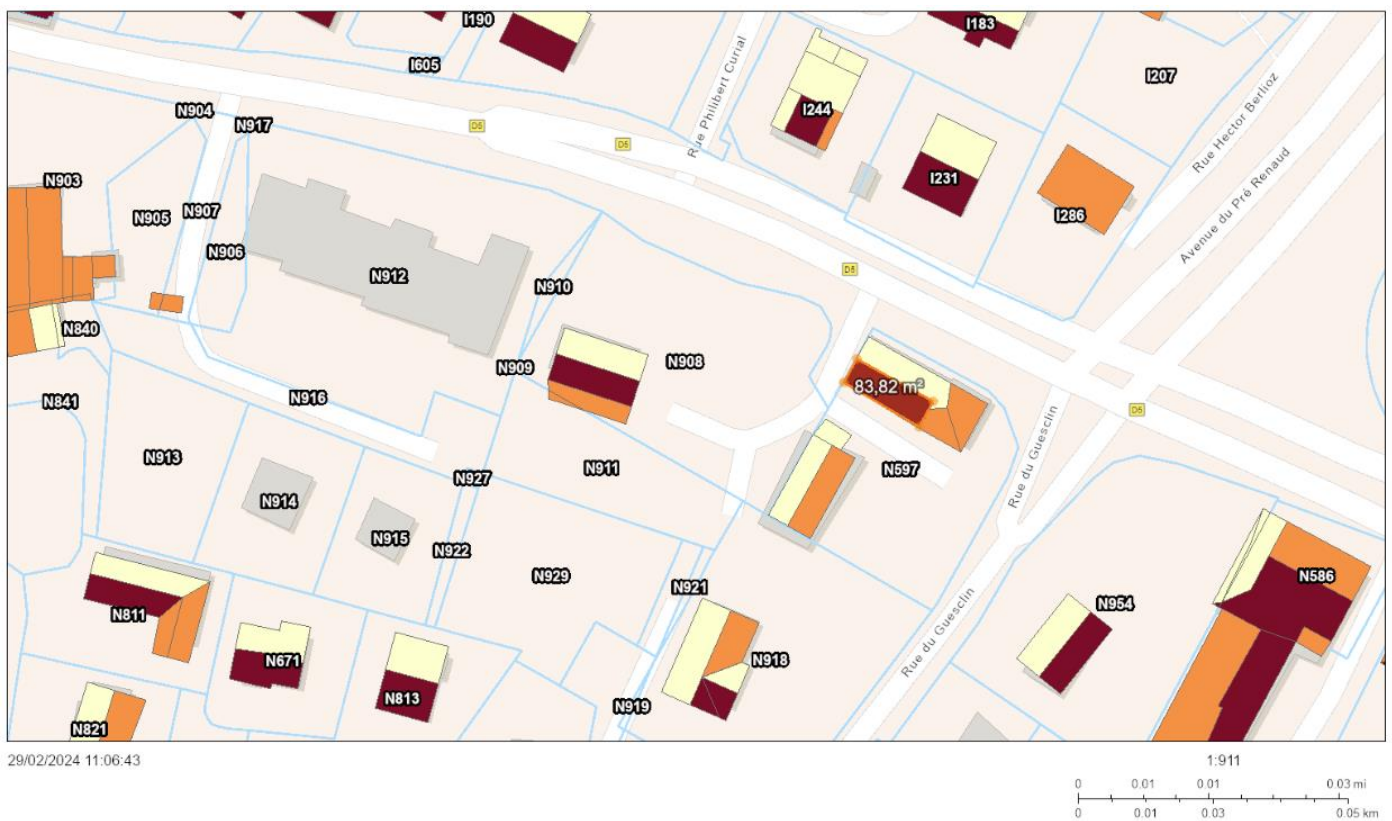 I190
I183
I605
I207
I244
Rue Philibert Curial
Rue Hector Berlioz
N904
N917
D5
D5
I231
Avenue du Pré Renaud
N903
N905
N907
I286
N906
N912
D5
N910
N840
N909
N908
83,82 m²
N841
N916
D5
N913
N927
N911
N597
Rue du Guesclin
N914
N915
N922
N929
N921
N586
N811
N954
Rue du Guesclin
N671
N918
N813
N919
N821
29/02/2024 11:06:43
1:911
0 0.01 0.01 0.03 mi
0 0.01 0.03 0.05 km